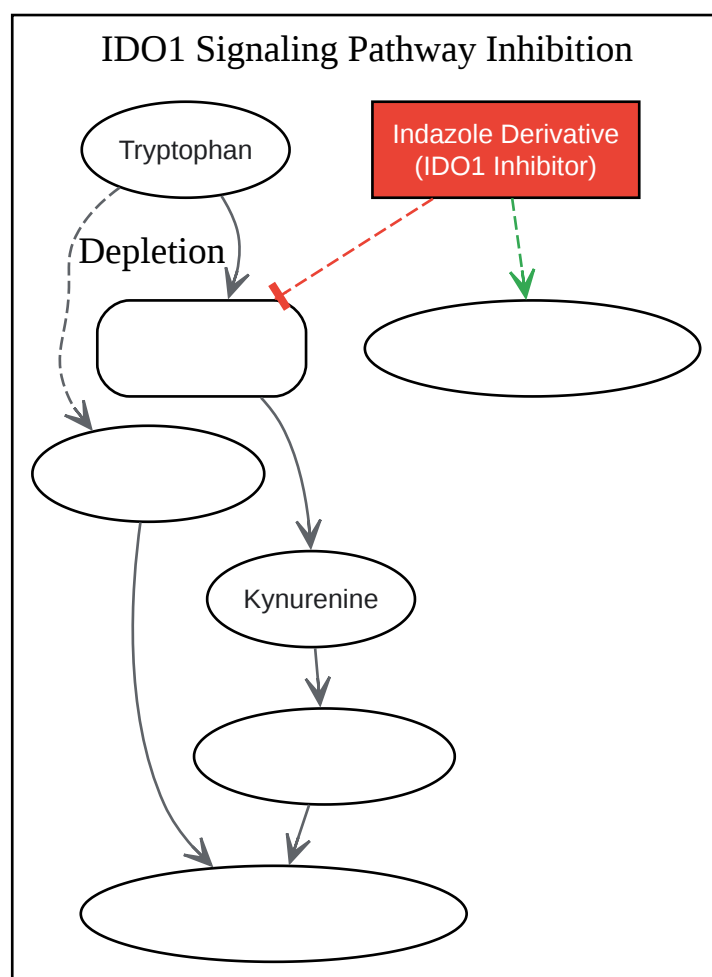 IDO1 Signaling Pathway Inhibition
Tryptophan
Indazole Derivative
(IDO1 Inhibitor)
Depletion
Kynurenine